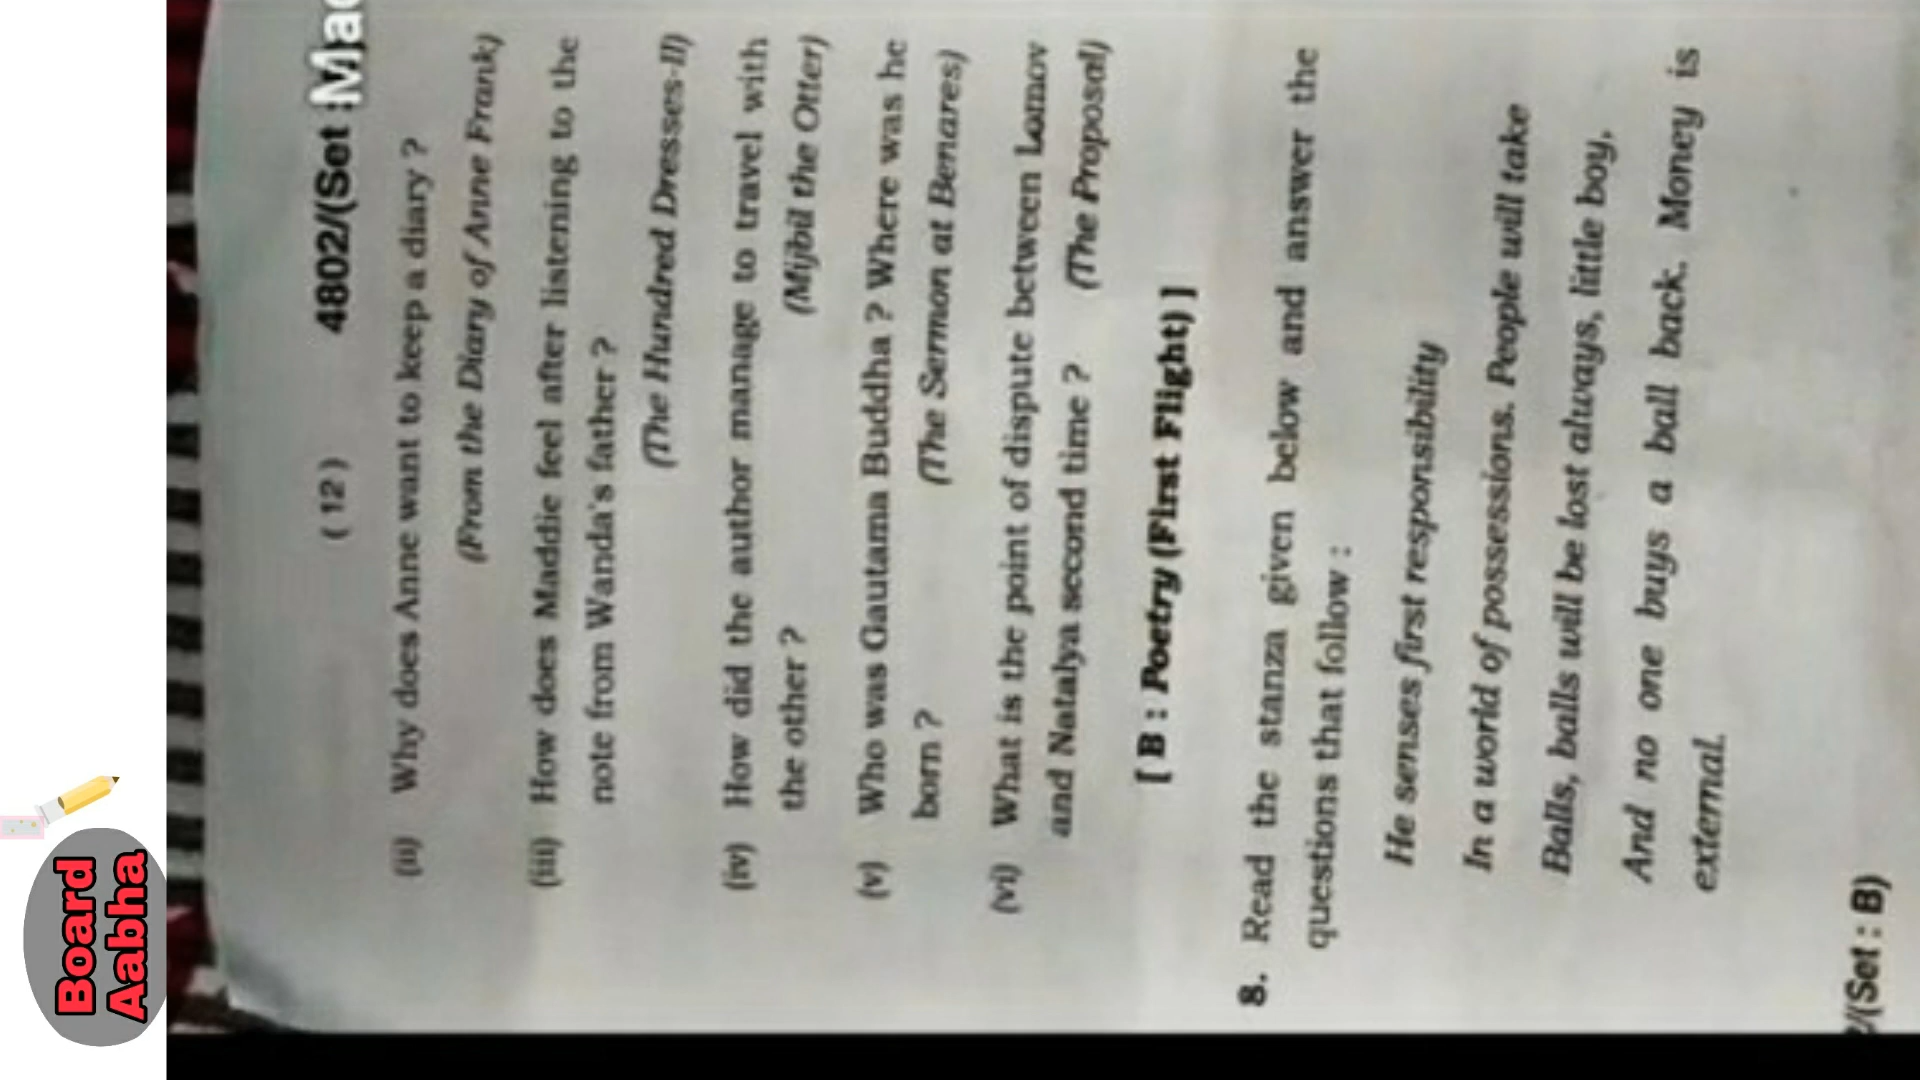 Board
Aabha
( 12 ) 4802/(Set : Mac
(ii) Why does Anne want to keep a diary ?
(From the Diary of Anne Frank)
(iii) How does Maddie feel after listening to the
note from Wanda's father ?
(The Hundred Dresses-II)
(iv) How did the author manage to travel with
the other ? (Mijbil the Otter)
(v) Who was Gautama Buddha ? Where was he
born ? (The Sermon at Benares)
(vi) What is the point of dispute between Lomov
and Natalya second time ? (The Proposal)
[ B : Poetry (First Flight) ]
8. Read the stanza given below and answer the
questions that follow :
He senses first responsibility
In a world of possessions. People will take
Balls, balls will be lost always, little boy,
And no one buys a ball back. Money is
external.
/(Set : B)